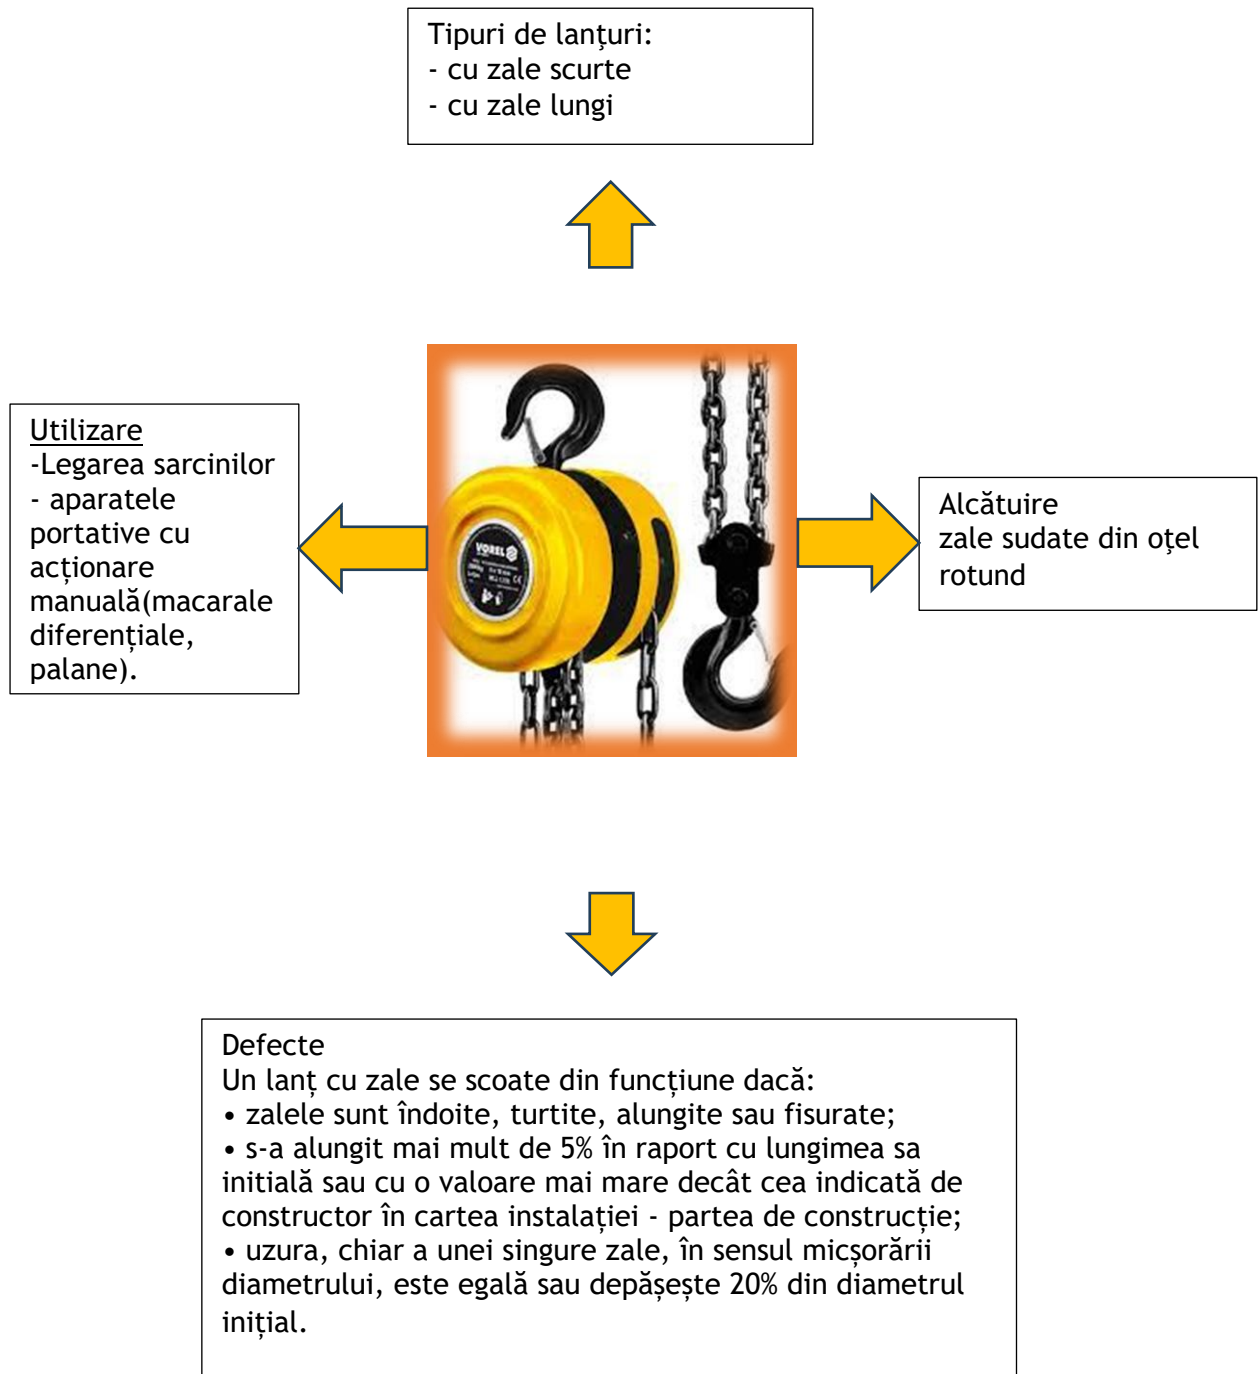 Tipuri de lanțuri:
- cu zale scurte
- cu zale lungi
Utilizare
-Legarea sarcinilor
- aparatele
portative cu
acționare
manuală(macarale
diferențiale,
palane).
VOREL
Alcătuire
zale sudate din oțel
rotund
Defecte
Un lanț cu zale se scoate din funcțiune dacă:
• zalele sunt îndoite, turtite, alungite sau fisurate;
• s-a alungit mai mult de 5% în raport cu lungimea sa
initială sau cu o valoare mai mare decât cea indicată de
constructor în cartea instalației - partea de construcție;
• uzura, chiar a unei singure zale, în sensul micșorării
diametrului, este egală sau depășește 20% din diametrul
inițial.